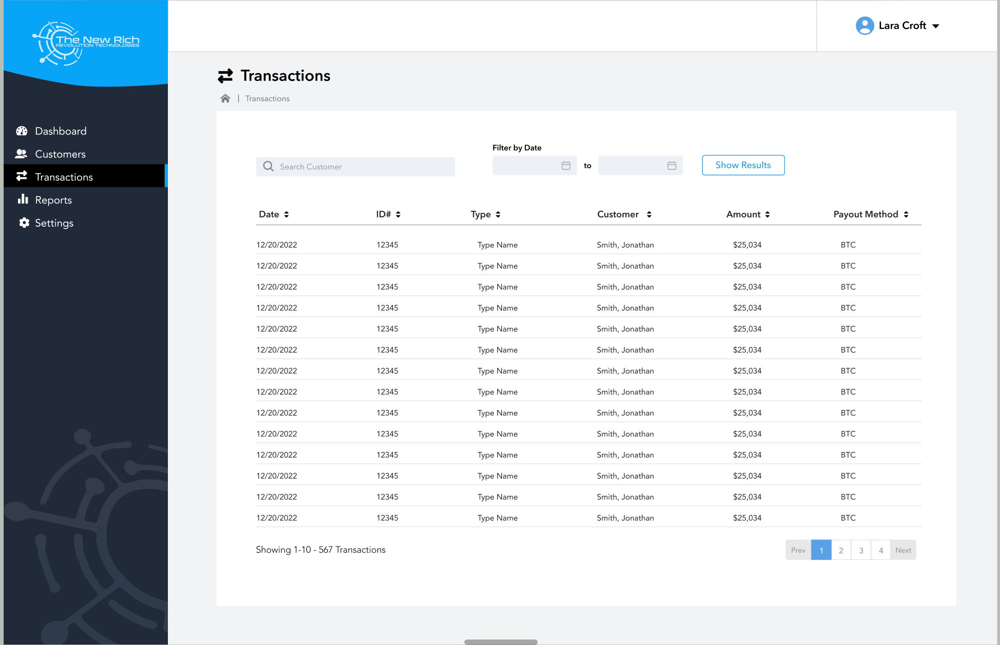 The New Rich
REVOLUTION TECHNOLOGIES
Lara Croft
Dashboard
Customers
Transactions
Reports
Settings
Transactions
| Transactions
Filter by Date
Search Customer
to
Show Results
Date ID# Type Customer Amount Payout Method
12/20/2022 12345 Type Name Smith, Jonathan $25,034 BTC
12/20/2022 12345 Type Name Smith, Jonathan $25,034 BTC
12/20/2022 12345 Type Name Smith, Jonathan $25,034 BTC
12/20/2022 12345 Type Name Smith, Jonathan $25,034 BTC
12/20/2022 12345 Type Name Smith, Jonathan $25,034 BTC
12/20/2022 12345 Type Name Smith, Jonathan $25,034 BTC
12/20/2022 12345 Type Name Smith, Jonathan $25,034 BTC
12/20/2022 12345 Type Name Smith, Jonathan $25,034 BTC
12/20/2022 12345 Type Name Smith, Jonathan $25,034 BTC
12/20/2022 12345 Type Name Smith, Jonathan $25,034 BTC
12/20/2022 12345 Type Name Smith, Jonathan $25,034 BTC
12/20/2022 12345 Type Name Smith, Jonathan $25,034 BTC
12/20/2022 12345 Type Name Smith, Jonathan $25,034 BTC
12/20/2022 12345 Type Name Smith, Jonathan $25,034 BTC
Showing 1-10 - 567 Transactions
Prev 1 2 3 4 Next